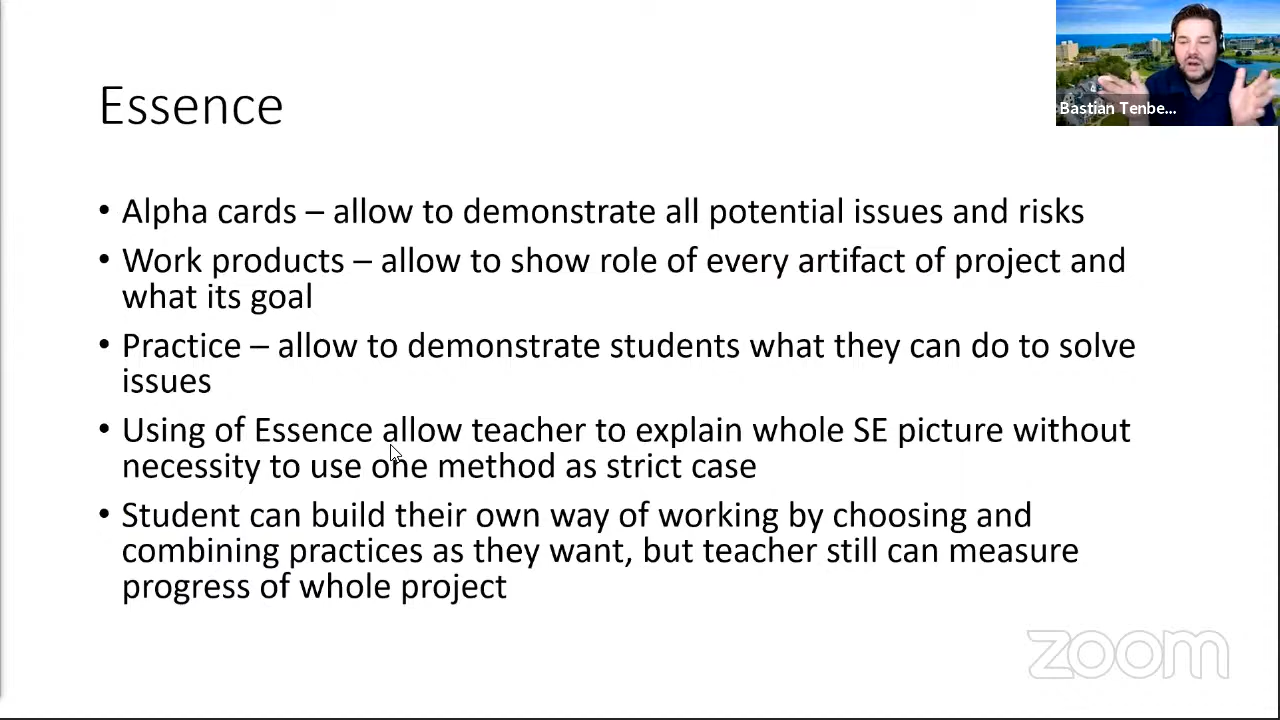 Essence
Bastian Tenbe...
• Alpha cards – allow to demonstrate all potential issues and risks
• Work products – allow to show role of every artifact of project and
what its goal
• Practice – allow to demonstrate students what they can do to solve
issues
• Using of Essence allow teacher to explain whole SE picture without
necessity to use one method as strict case
• Student can build their own way of working by choosing and
combining practices as they want, but teacher still can measure
progress of whole project
zoom